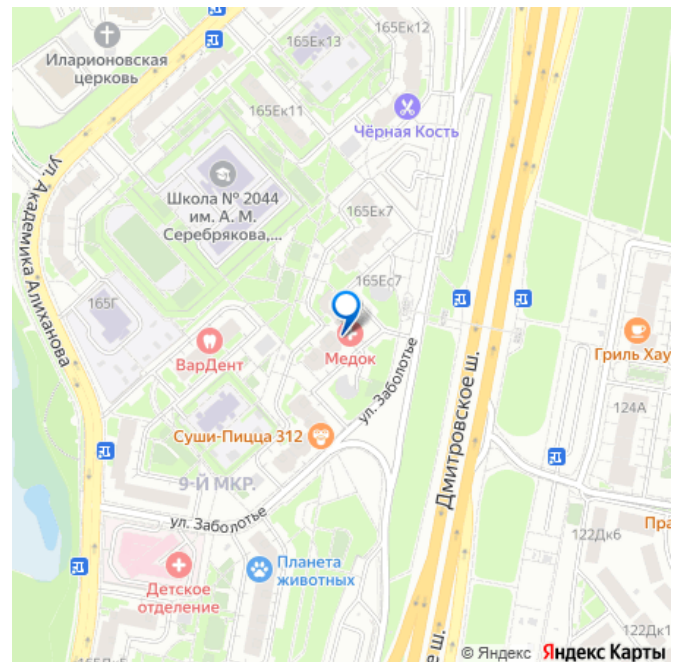 165Ек12
165Ек13
Иларионовская
церковь
165Ек11
Чёрная Кость
ул. Академика Алиханова
Школа № 2044
им. А. М.
Серебрякова,...
165Ек7
165Ес7
165Г
ВарДент
Медок
Гриль Хау
ул. Заболотье
Дмитровское ш.
124А
Суши-Пицца 312
9-Й МКР.
ул. Заболотье
Пра
122Дк6
Планета
животных
Детское
отделение
122Дк1
е ш.
© Яндекс Яндекс Карты